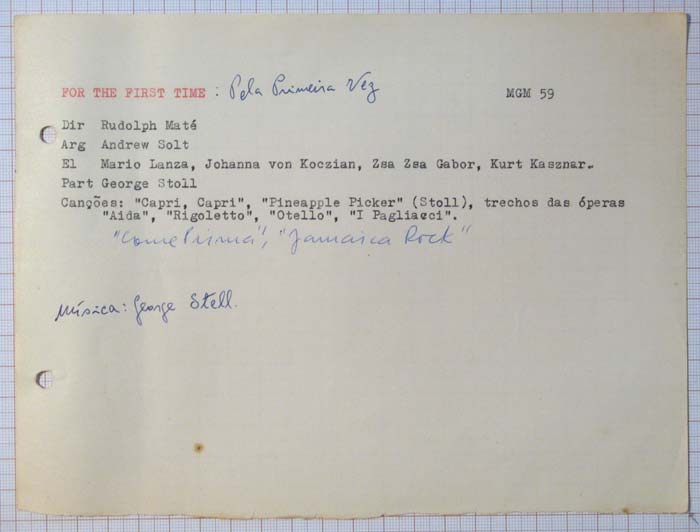 FOR THE FIRST TIME : Pela Primeira Vez MGM 59
Dir Rudolph Maté
Arg Andrew Solt
El Mario Lanza, Johanna von Koczian, Zsa Zsa Gabor, Kurt Kasznar.
Part George Stoll
Canções: "Capri, Capri", "Pineapple Picker" (Stoll), trechos das óperas
"Aida", "Rigoletto", "Otello", "I Pagliacci".
"Come Prima", "Jamaica Rock"
Música: George Stoll.